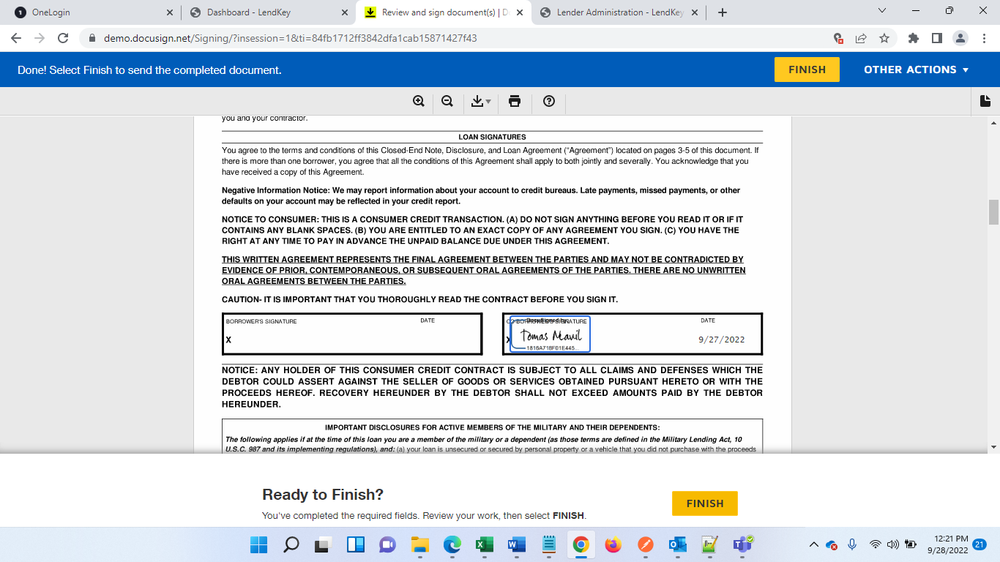 OneLogin
Dashboard - LendKey
Review and sign document(s) | D
Lender Administration - LendKey
demo.docusign.net/Signing/?insession=1&ti=84fb1712ff3842dfa1cab15871427f43
Done! Select Finish to send the completed document.
FINISH
OTHER ACTIONS
you and your contractor.
LOAN SIGNATURES
You agree to the terms and conditions of this Closed-End Note, Disclosure, and Loan Agreement (“Agreement”) located on pages 3-5 of this document. If
there is more than one borrower, you agree that all the conditions of this Agreement shall apply to both jointly and severally. You acknowledge that you
have received a copy of this Agreement.
Negative Information Notice: We may report information about your account to credit bureaus. Late payments, missed payments, or other
defaults on your account may be reflected in your credit report.
NOTICE TO CONSUMER: THIS IS A CONSUMER CREDIT TRANSACTION. (A) DO NOT SIGN ANYTHING BEFORE YOU READ IT OR IF IT
CONTAINS ANY BLANK SPACES. (B) YOU ARE ENTITLED TO AN EXACT COPY OF ANY AGREEMENT YOU SIGN. (C) YOU HAVE THE
RIGHT AT ANY TIME TO PAY IN ADVANCE THE UNPAID BALANCE DUE UNDER THIS AGREEMENT.
THIS WRITTEN AGREEMENT REPRESENTS THE FINAL AGREEMENT BETWEEN THE PARTIES AND MAY NOT BE CONTRADICTED BY
EVIDENCE OF PRIOR, CONTEMPORANEOUS, OR SUBSEQUENT ORAL AGREEMENTS OF THE PARTIES. THERE ARE NO UNWRITTEN
ORAL AGREEMENTS BETWEEN THE PARTIES.
CAUTION- IT IS IMPORTANT THAT YOU THOROUGHLY READ THE CONTRACT BEFORE YOU SIGN IT.
BORROWER'S SIGNATURE DATE
X
CO-BORROWER'S SIGNATURE DATE
DocuSigned by:
X Tomas 9/27/2022
1816A718F01E445...
NOTICE: ANY HOLDER OF THIS CONSUMER CREDIT CONTRACT IS SUBJECT TO ALL CLAIMS AND DEFENSES WHICH THE
DEBTOR COULD ASSERT AGAINST THE SELLER OF GOODS OR SERVICES OBTAINED PURSUANT HERETO OR WITH THE
PROCEEDS HEREOF. RECOVERY HEREUNDER BY THE DEBTOR SHALL NOT EXCEED AMOUNTS PAID BY THE DEBTOR
HEREUNDER.
IMPORTANT DISCLOSURES FOR ACTIVE MEMBERS OF THE MILITARY AND THEIR DEPENDENTS:
The following applies if at the time of this loan you are a member of the military or a dependent (as those terms are defined in the Military Lending Act, 10
U.S.C. 987 and its implementing regulations), and: (a) your loan is unsecured or secured by personal property or a vehicle that you did not purchase with the proceeds
Ready to Finish?
You've completed the required fields. Review your work, then select FINISH.
FINISH
12:21 PM
9/28/2022
21